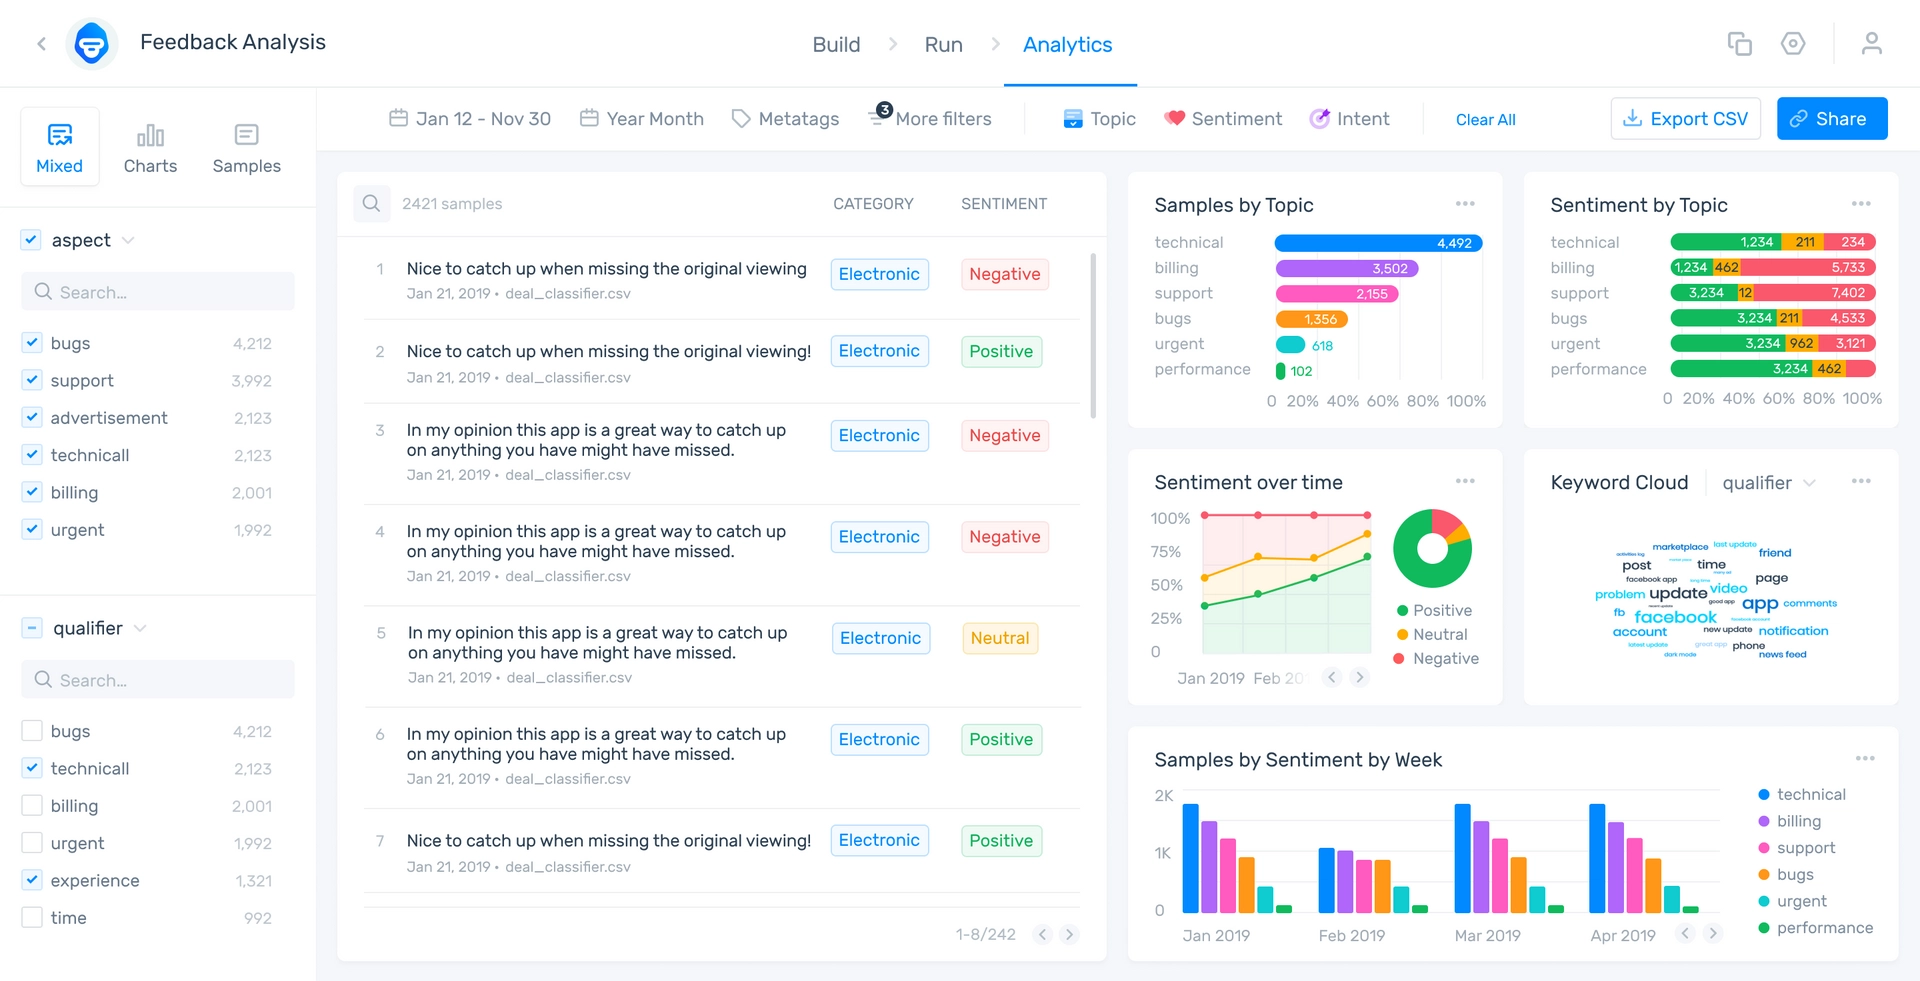 Feedback Analysis
Build
Run
Analytics
Mixed
Charts
Samples
Jan 12 - Nov 30
Year Month
Metatags
3
More filters
Topic
Sentiment
Intent
Clear All
Export CSV
Share
aspect
Search...
bugs 4,212
support 3,992
advertisement 2,123
technicall 2,123
billing 2,001
urgent 1,992
qualifier
Search...
bugs 4,212
technicall 2,123
billing 2,001
urgent 1,992
experience 1,321
time 992
2421 samples CATEGORY SENTIMENT
1 Nice to catch up when missing the original viewing Electronic Negative
Jan 21, 2019 • deal_classifier.csv
2 Nice to catch up when missing the original viewing! Electronic Positive
Jan 21, 2019 • deal_classifier.csv
3 In my opinion this app is a great way to catch up Electronic Negative
on anything you have might have missed.
Jan 21, 2019 • deal_classifier.csv
4 In my opinion this app is a great way to catch up Electronic Negative
on anything you have might have missed.
Jan 21, 2019 • deal_classifier.csv
5 In my opinion this app is a great way to catch up Electronic Neutral
on anything you have might have missed.
Jan 21, 2019 • deal_classifier.csv
6 In my opinion this app is a great way to catch up Electronic Positive
on anything you have might have missed.
Jan 21, 2019 • deal_classifier.csv
7 Nice to catch up when missing the original viewing! Electronic Positive
Jan 21, 2019 • deal_classifier.csv
1-8/242
Samples by Topic
technical 4,492
billing 3,502
support 2,155
bugs 1,356
urgent 618
performance 102
0 20% 40% 60% 80% 100%
Sentiment by Topic
technical 1,234 211 234
billing 1,234 462 5,733
support 3,234 12 7,402
bugs 3,234 211 4,533
urgent 3,234 962 3,121
performance 3,234 462
0 20% 40% 60% 80% 100%
Sentiment over time
100%
75%
50%
25%
0
Jan 2019 Feb 20
Positive
Neutral
Negative
Keyword Cloud qualifier
marketplace last update
activities log friend
post time
facebook app page
problem update video
good app app comments
fb facebook
account new update notification
latest update great app phone
dark mode news feed
Samples by Sentiment by Week
2K
1K
0
Jan 2019 Feb 2019 Mar 2019 Apr 2019
technical
billing
support
bugs
urgent
performance